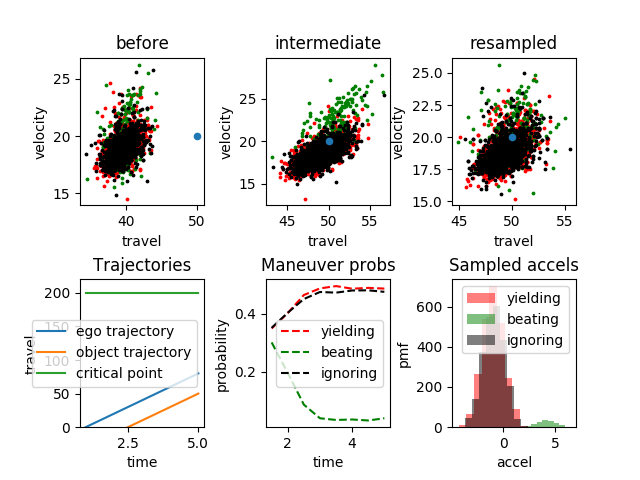 before
25
20
15
velocity
40
50
travel
intermediate
25
20
15
velocity
45
50
55
travel
resampled
25.0
22.5
20.0
17.5
15.0
velocity
45
50
55
travel
Trajectories
200
150
100
50
0
travel
ego trajectory
object trajectory
critical point
2.5
5.0
time
Maneuver probs
0.4
0.2
probability
yielding
beating
ignoring
2
4
time
Sampled accels
600
400
200
0
pmf
yielding
beating
ignoring
0
5
accel